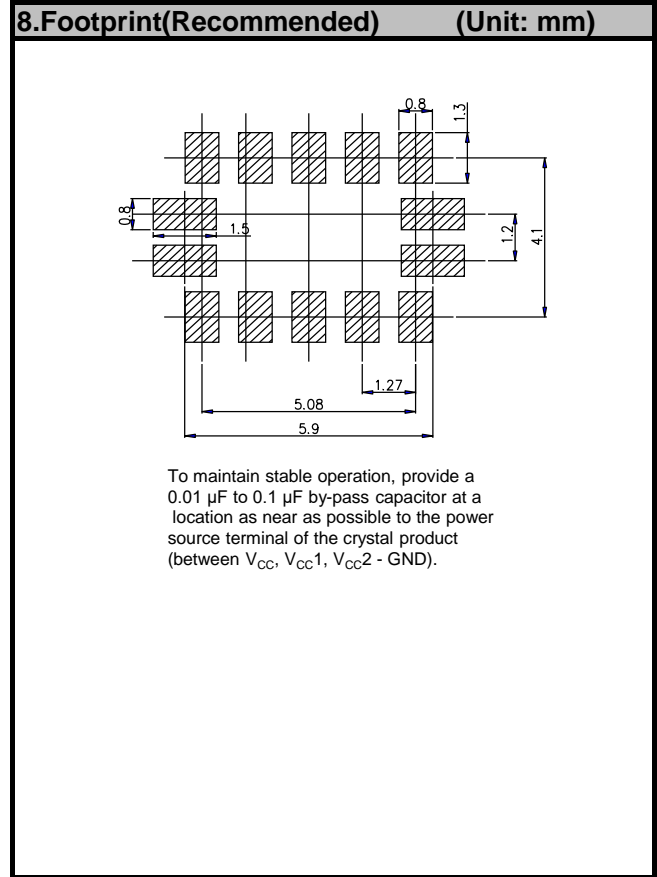 8.Footprint(Recommended) (Unit: mm)
0.8
1.3
0.8
1.5
1.2
4.1
1.27
5.08
5.9
To maintain stable operation, provide a
0.01 µF to 0.1 µF by-pass capacitor at a
location as near as possible to the power
source terminal of the crystal product
(between VCC, VCC1, VCC2 - GND).